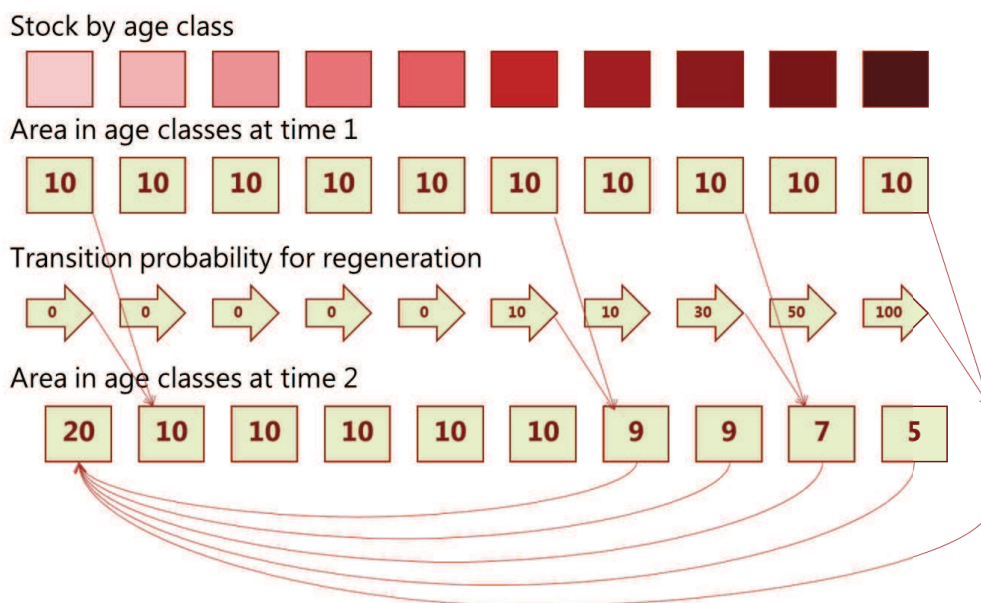 Stock by age class
Area in age classes at time 1
10 10 10 10 10 10 10 10 10 10
Transition probability for regeneration
0 0 0 0 0 10 10 30 50 100
Area in age classes at time 2
20 10 10 10 10 10 9 9 7 5